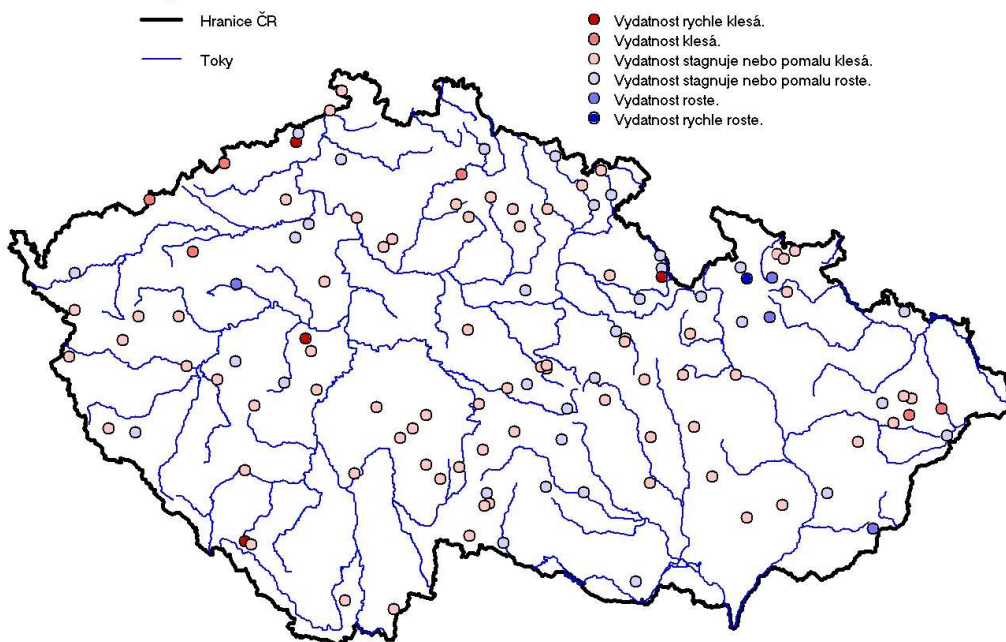 Hranice ČR
Toky
Vydatnost rychle klesá.
Vydatnost klesá.
Vydatnost stagnuje nebo pomalu klesá.
Vydatnost stagnuje nebo pomalu roste.
Vydatnost roste.
Vydatnost rychle roste.